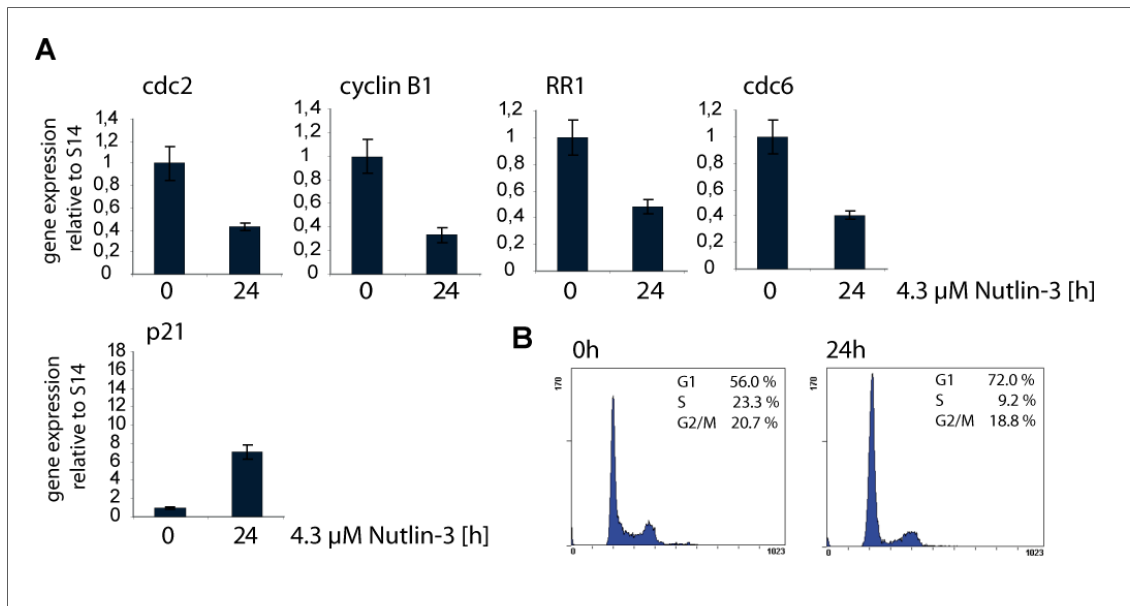 A
cdc2
cyclin B1
RR1
cdc6
gene expression
relative to S14
1,4
1,2
1
0,8
0,6
0,4
0,2
0
0
24
1,4
1,2
1
0,8
0,6
0,4
0,2
0
0
24
1,2
1
0,8
0,6
0,4
0,2
0
0
24
1,2
1
0,8
0,6
0,4
0,2
0
0
24
4.3 µM Nutlin-3 [h]
p21
gene expression
relative to S14
18
16
14
12
10
8
6
4
2
0
0
24
4.3 µM Nutlin-3 [h]
B
0h
170
G1 56.0 %
S 23.3 %
G2/M 20.7 %
0
1023
24h
170
G1 72.0 %
S 9.2 %
G2/M 18.8 %
0
1023